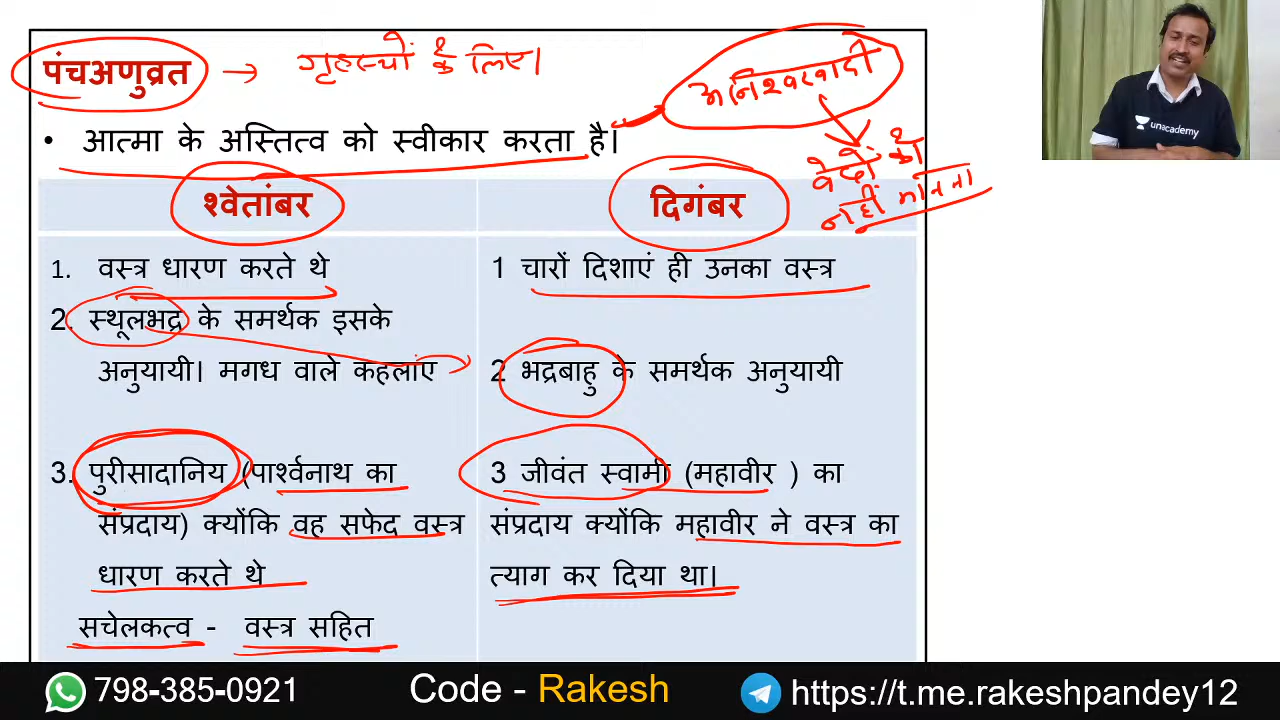 पंचअणुव्रत → गृहस्थों के लिए।
अनिश्वरवादी
• आत्मा के अस्तित्व को स्वीकार करता है।
वेदों को
नहीं मानना
unacademy
श्वेतांबर
दिगंबर
1. वस्त्र धारण करते थे
2. स्थूलभद्र के समर्थक इसके
अनुयायी। मगध वाले कहलांए
3. पुरीसादानिय (पार्श्वनाथ का
संप्रदाय) क्योंकि वह सफेद वस्त्र
धारण करते थे
सचेलकत्व - वस्त्र सहित
1 चारों दिशाएं ही उनका वस्त्र
2 भद्रबाहु के समर्थक अनुयायी
3 जीवंत स्वामी (महावीर ) का
संप्रदाय क्योंकि महावीर ने वस्त्र का
त्याग कर दिया था।
798-385-0921
Code - Rakesh
https://t.me.rakeshpandey12